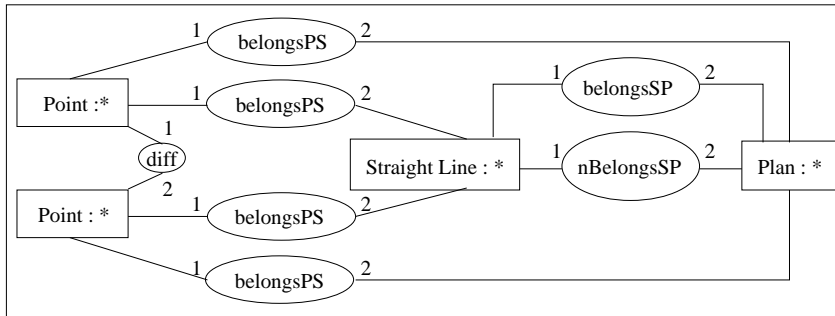 1 belongsPS 2
Point :* 1 belongsPS 2 1 belongsSP 2
1
diff Straight Line : * 1 nBelongsSP 2 Plan : *
2
Point : * 1 belongsPS 2
1 belongsPS 2